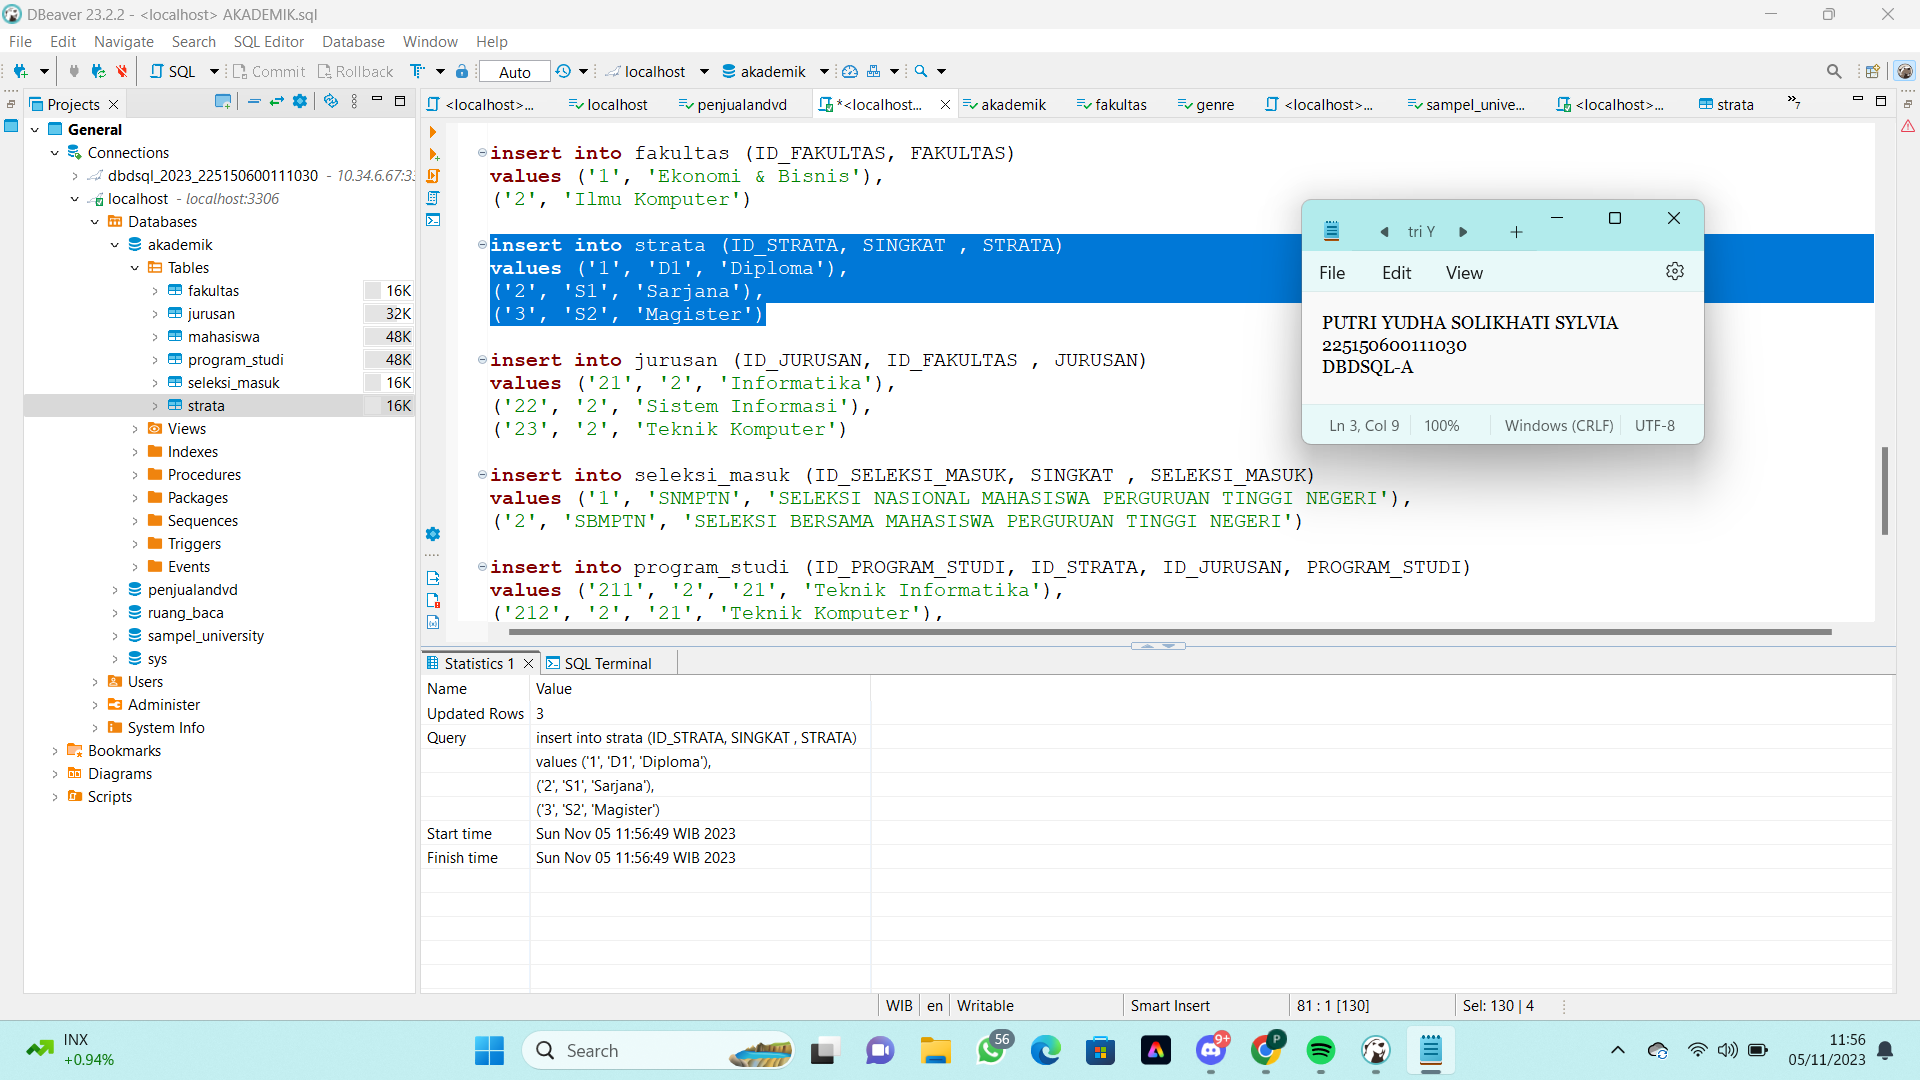 DBeaver 23.2.2 - <localhost> AKADEMIK.sql
File Edit Navigate Search SQL Editor Database Window Help
SQL Commit Rollback Auto localhost akademik
Projects
<localhost>... localhost penjualandvd *<localhost... akademik fakultas genre <localhost>... sampel_unive... <localhost>... strata »7
General
Connections
dbdsql_2023_225150600111030 - 10.34.6.67:3
localhost - localhost:3306
Databases
akademik
Tables
fakultas 16K
jurusan 32K
mahasiswa 48K
program_studi 48K
seleksi_masuk 16K
strata 16K
Views
Indexes
Procedures
Packages
Sequences
Triggers
Events
penjualandvd
ruang_baca
sampel_university
sys
Users
Administer
System Info
Bookmarks
Diagrams
Scripts
insert into fakultas (ID_FAKULTAS, FAKULTAS)
values ('1', 'Ekonomi & Bisnis'),
('2', 'Ilmu Komputer')
insert into strata (ID_STRATA, SINGKAT , STRATA)
values ('1', 'D1', 'Diploma'),
('2', 'S1', 'Sarjana'),
('3', 'S2', 'Magister')
insert into jurusan (ID_JURUSAN, ID_FAKULTAS , JURUSAN)
values ('21', '2', 'Informatika'),
('22', '2', 'Sistem Informasi'),
('23', '2', 'Teknik Komputer')
insert into seleksi_masuk (ID_SELEKSI_MASUK, SINGKAT , SELEKSI_MASUK)
values ('1', 'SNMPTN', 'SELEKSI NASIONAL MAHASISWA PERGURUAN TINGGI NEGERI'),
('2', 'SBMPTN', 'SELEKSI BERSAMA MAHASISWA PERGURUAN TINGGI NEGERI')
insert into program_studi (ID_PROGRAM_STUDI, ID_STRATA, ID_JURUSAN, PROGRAM_STUDI)
values ('211', '2', '21', 'Teknik Informatika'),
('212', '2', '21', 'Teknik Komputer'),
tri Y
File Edit View
PUTRI YUDHA SOLIKHATI SYLVIA
225150600111030
DBDSQL-A
Ln 3, Col 9 100% Windows (CRLF) UTF-8
Statistics 1 SQL Terminal
Name Value
Updated Rows 3
Query insert into strata (ID_STRATA, SINGKAT , STRATA)
values ('1', 'D1', 'Diploma'),
('2', 'S1', 'Sarjana'),
('3', 'S2', 'Magister')
Start time Sun Nov 05 11:56:49 WIB 2023
Finish time Sun Nov 05 11:56:49 WIB 2023
WIB en Writable Smart Insert 81 : 1 [130] Sel: 130 | 4
INX
+0.94%
Search
56
9+
P
11:56
05/11/2023